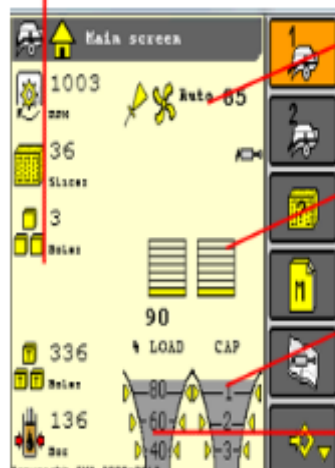 Main screen
1003
RPM
Auto 65
36
Slices
3
Bales
90
% LOAD CAP
336
Bales
136
Bar
80 1
60 2
40 3
1
2
?
M